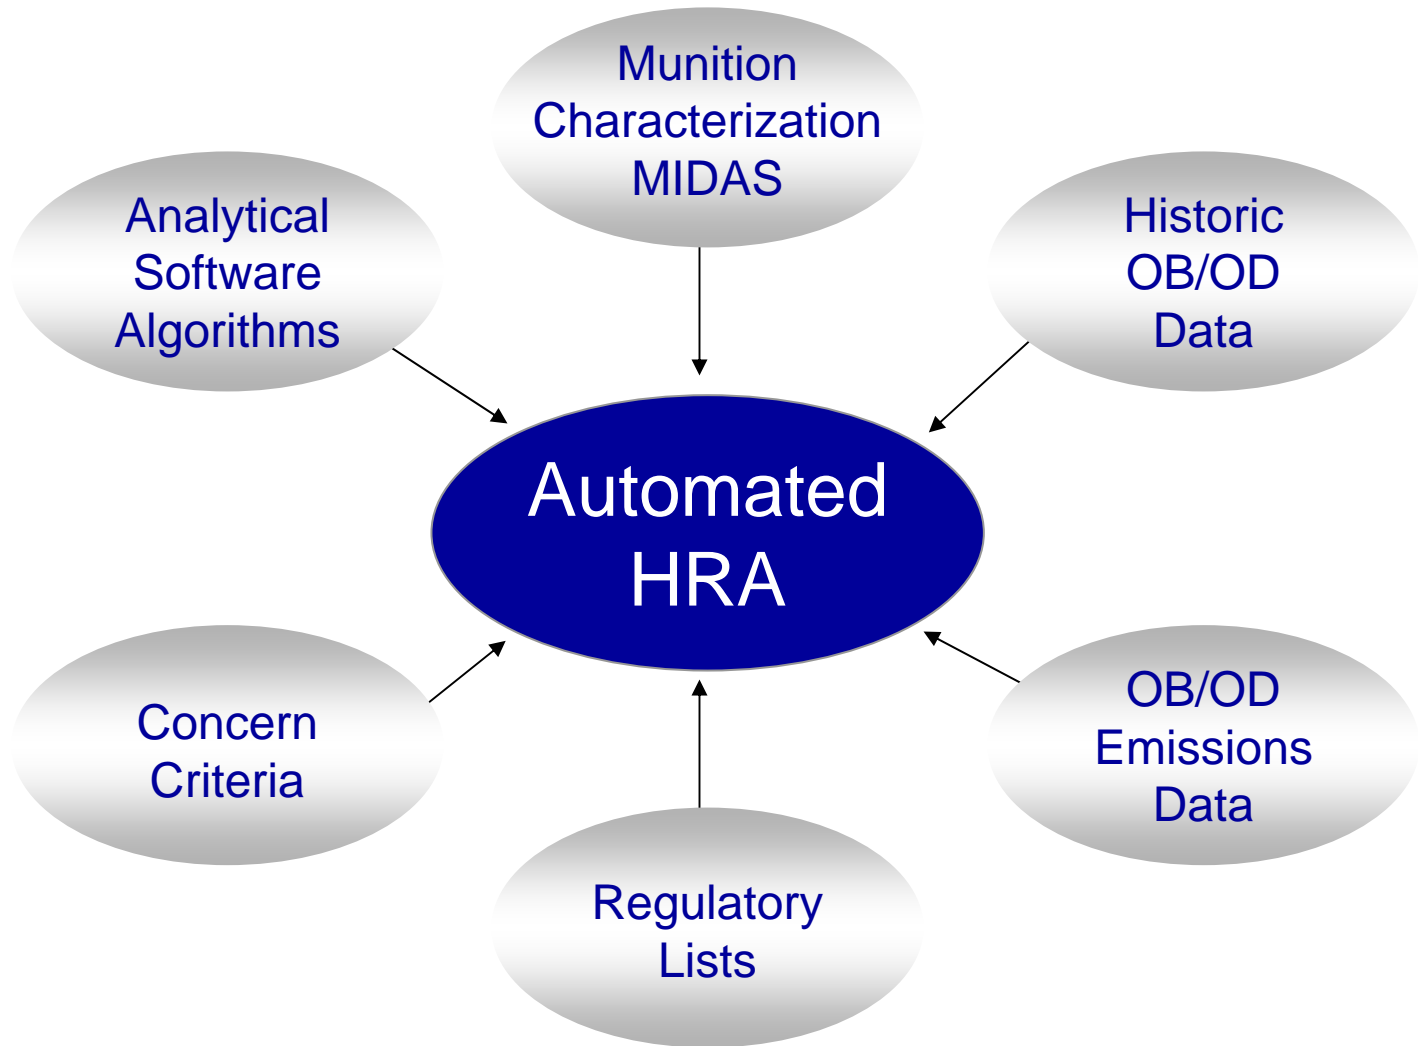 Munition
Characterization
MIDAS
Analytical
Software
Algorithms
Historic
OB/OD
Data
Automated
HRA
Concern
Criteria
OB/OD
Emissions
Data
Regulatory
Lists